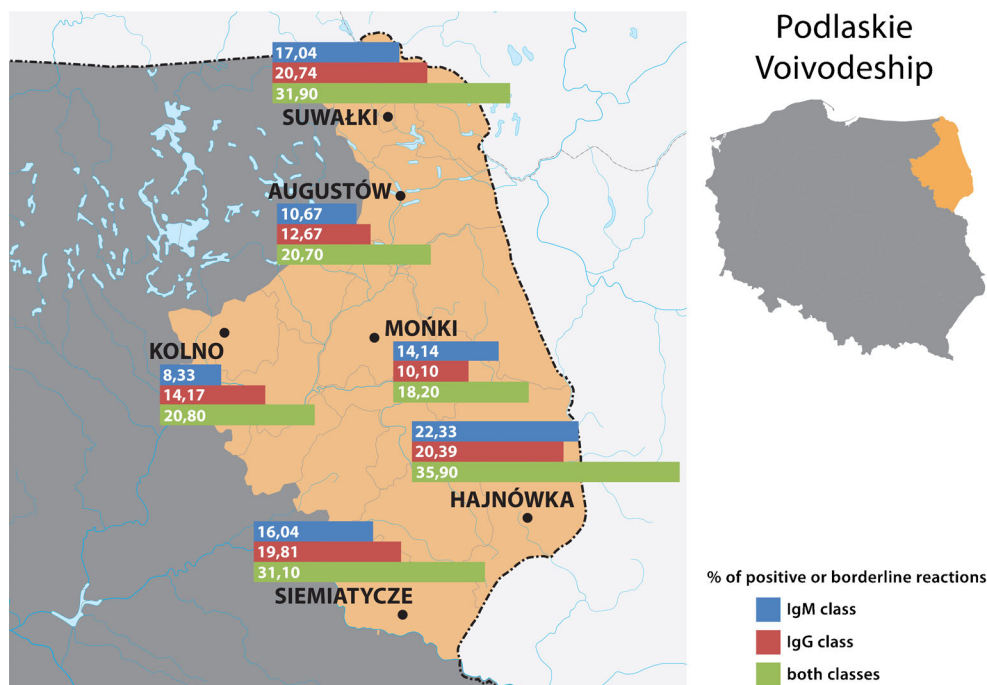 Podlaskie
Voivodeship
17,04
20,74
31,90
SUWAŁKI
AUGUSTÓW
10,67
12,67
20,70
MOŃKI
14,14
10,10
18,20
KOLNO
8,33
14,17
20,80
22,33
20,39
35,90
HAJNÓWKA
16,04
19,81
31,10
SIEMIATYCZE
% of positive or borderline reactions
IgM class
IgG class
both classes